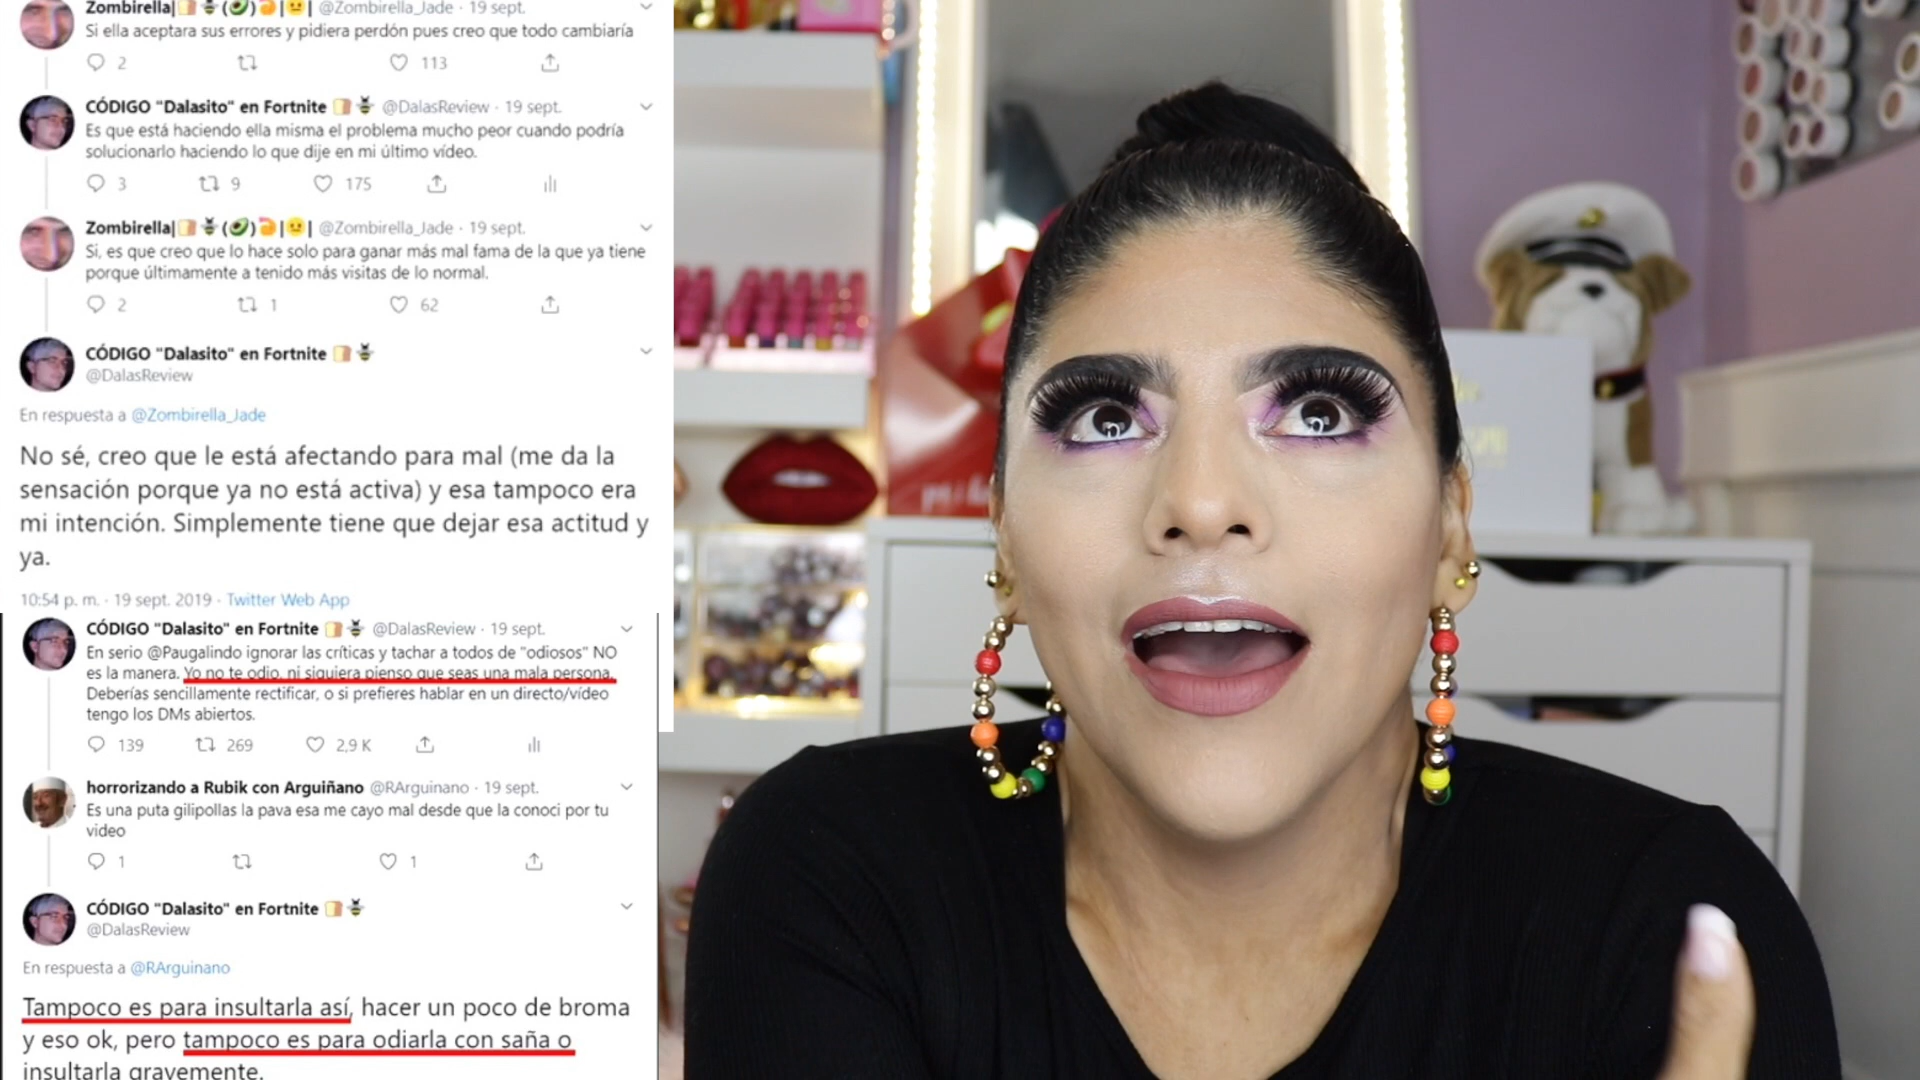 Zombirella| ( ) | | @Zombirella_Jade · 19 sept.
Si ella aceptara sus errores y pidiera perdón pues creo que todo cambiaría
2 113
CÓDIGO "Dalasito" en Fortnite @DalasReview · 19 sept.
Es que está haciendo ella misma el problema mucho peor cuando podría
solucionarlo haciendo lo que dije en mi último vídeo.
3 9 175
Zombirella| ( ) | | @Zombirella_Jade · 19 sept.
Si, es que creo que lo hace solo para ganar más mal fama de la que ya tiene
porque últimamente a tenido más visitas de lo normal.
2 1 62
CÓDIGO "Dalasito" en Fortnite
@DalasReview
En respuesta a @Zombirella_Jade
No sé, creo que le está afectando para mal (me da la
sensación porque ya no está activa) y esa tampoco era
mi intención. Simplemente tiene que dejar esa actitud y
ya.
10:54 p. m. · 19 sept. 2019 · Twitter Web App
CÓDIGO "Dalasito" en Fortnite @DalasReview · 19 sept.
En serio @Paugalindo ignorar las críticas y tachar a todos de "odiosos" NO
es la manera. Yo no te odio, ni siquiera pienso que seas una mala persona.
Deberías sencillamente rectificar, o si prefieres hablar en un directo/vídeo
tengo los DMs abiertos.
139 269 2,9 K
horrorizando a Rubik con Arguiñano @RArguinano · 19 sept.
Es una puta gilipollas la pava esa me cayo mal desde que la conoci por tu
video
1 1
CÓDIGO "Dalasito" en Fortnite
@DalasReview
En respuesta a @RArguinano
Tampoco es para insultarla así, hacer un poco de broma
y eso ok, pero tampoco es para odiarla con saña o
insultarla gravemente.